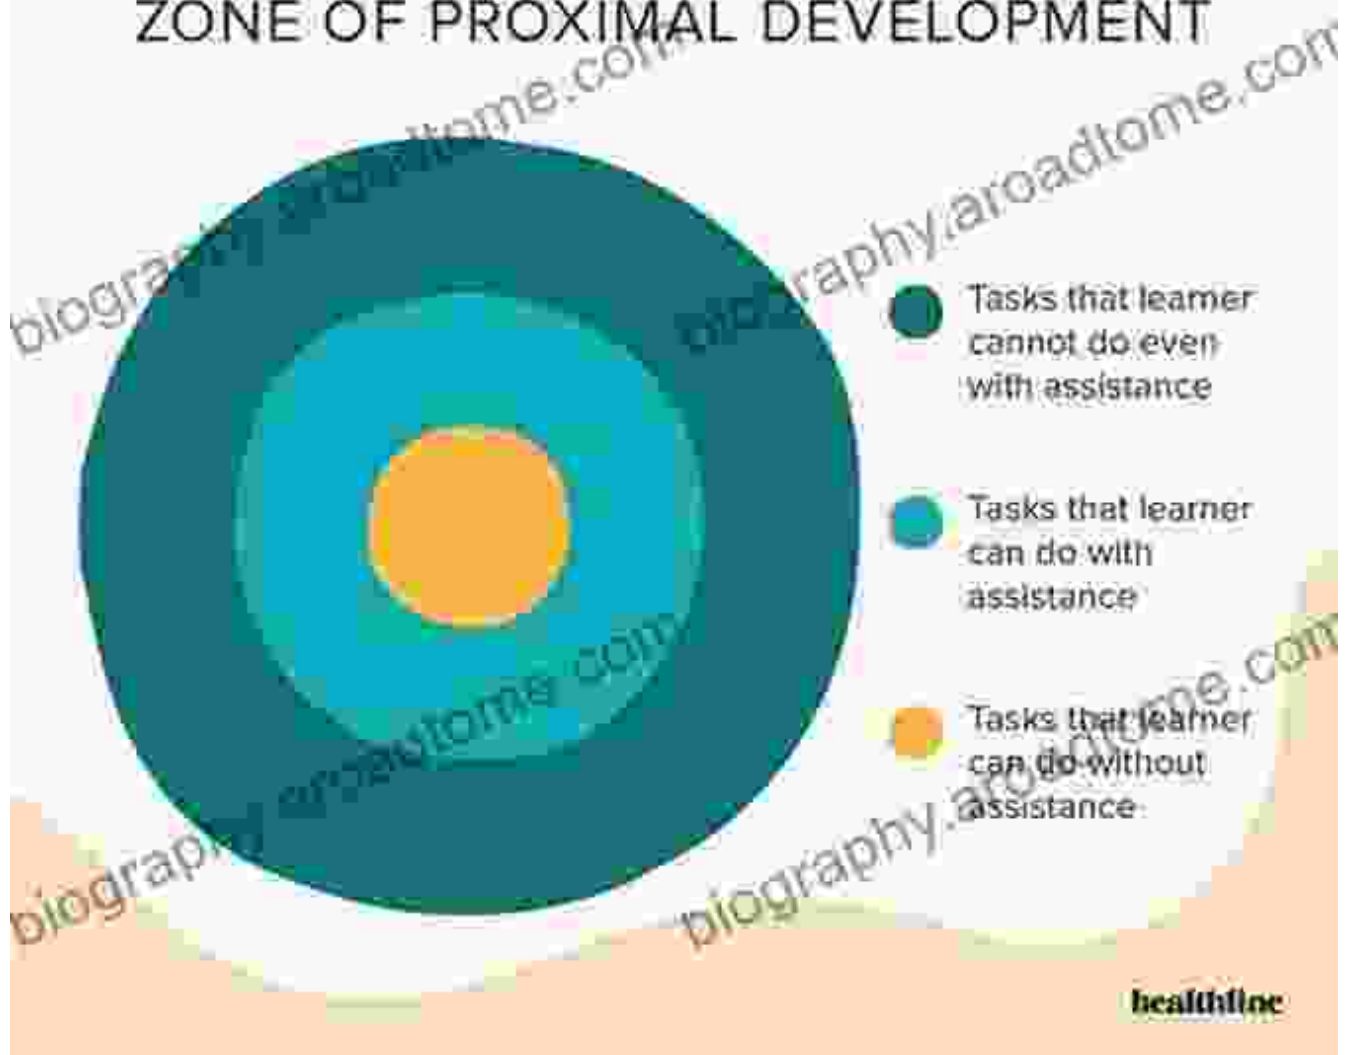 ZONE OF PROXIMAL DEVELOPMENT
biography.aroadtome.com
biography.aroadtome.com
Tasks that learner
cannot do even
with assistance
Tasks that learner
can do with
assistance
Tasks that learner
can do without
assistance
biography.aroadtome.com
biography.aroadtome.com
healthline